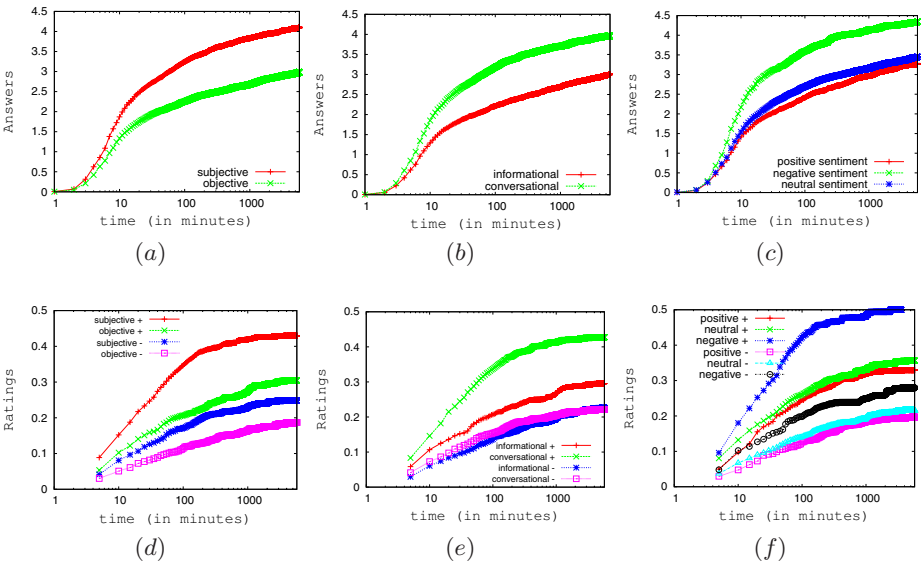 4.5
4
3.5
3
2.5
2
1.5
1
0.5
0
Answers
subjective
objective
1 10 100 1000
time (in minutes)
(a)
4.5
4
3.5
3
2.5
2
1.5
1
0.5
0
Answers
informational
conversational
1 10 100 1000
time (in minutes)
(b)
4.5
4
3.5
3
2.5
2
1.5
1
0.5
0
Answers
positive sentiment
negative sentiment
neutral sentiment
1 10 100 1000
time (in minutes)
(c)
0.5
0.4
0.3
0.2
0.1
0
Ratings
subjective +
objective +
subjective -
objective -
1 10 100 1000
time (in minutes)
(d)
0.5
0.4
0.3
0.2
0.1
0
Ratings
informational +
conversational +
informational -
conversational -
1 10 100 1000
time (in minutes)
(e)
0.5
0.4
0.3
0.2
0.1
0
Ratings
positive +
neutral +
negative +
positive -
neutral -
negative -
1 10 100 1000
time (in minutes)
(f)